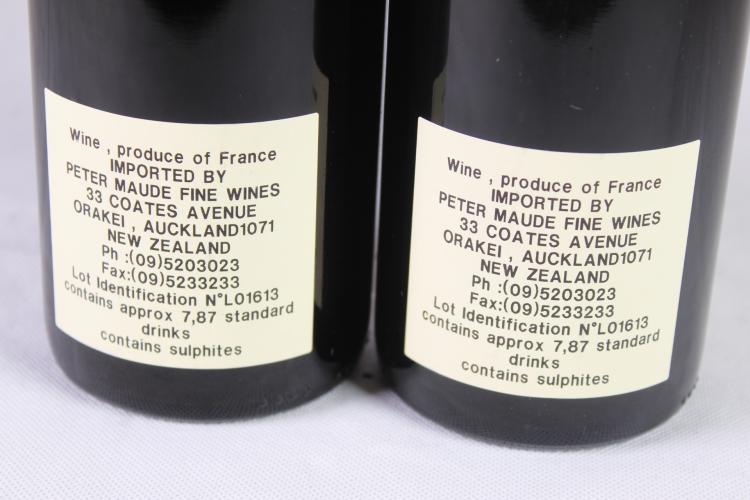 Wine , produce of France
IMPORTED BY
PETER MAUDE FINE WINES
33 COATES AVENUE
ORAKEI , AUCKLAND1071
NEW ZEALAND
Ph :(09)5203023
Fax:(09)5233233
Lot Identification N°L01613
contains approx 7,87 standard
drinks
contains sulphites
Wine , produce of France
IMPORTED BY
PETER MAUDE FINE WINES
33 COATES AVENUE
ORAKEI , AUCKLAND1071
NEW ZEALAND
Ph :(09)5203023
Fax:(09)5233233
Lot Identification N°L01613
contains approx 7,87 standard
drinks
contains sulphites